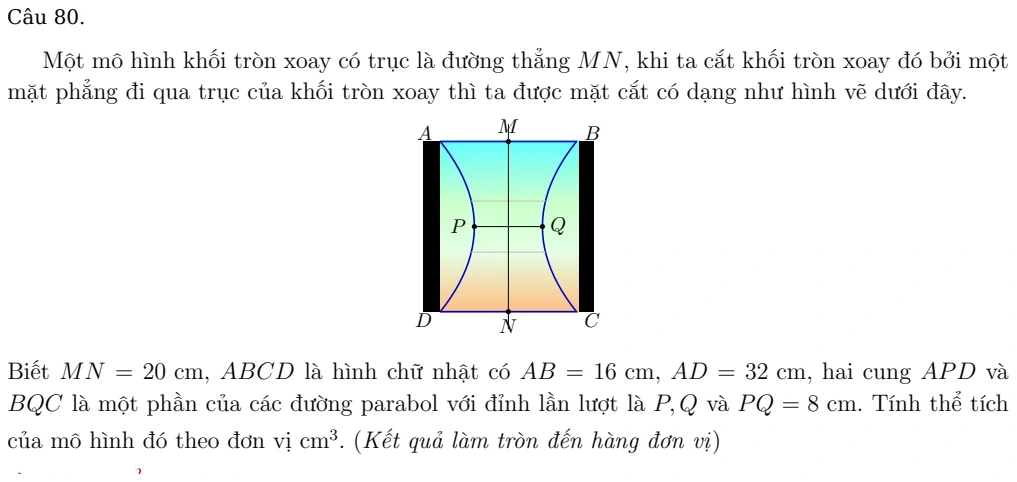 Câu 80.
Một mô hình khối tròn xoay có trục là đường thẳng MN, khi ta cắt khối tròn xoay đó bởi một
mặt phẳng đi qua trục của khối tròn xoay thì ta được mặt cắt có dạng như hình vẽ dưới đây.
A M B
P Q
D N C
Biết MN = 20 cm, ABCD là hình chữ nhật có AB = 16 cm, AD = 32 cm, hai cung APD và
BQC là một phần của các đường parabol với đỉnh lần lượt là P, Q và PQ = 8 cm. Tính thể tích
của mô hình đó theo đơn vị cm³. (Kết quả làm tròn đến hàng đơn vị)